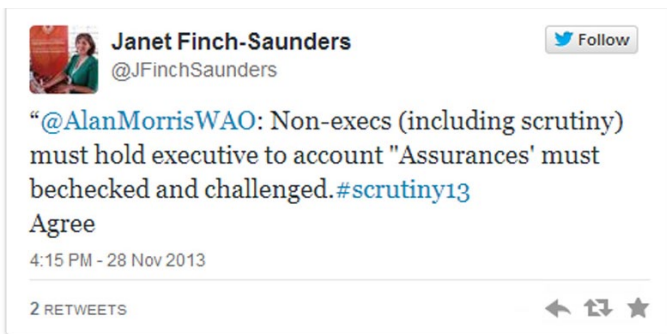 Janet Finch-Saunders
Follow
@JFinchSaunders
“@AlanMorrisWAO: Non-execs (including scrutiny)
must hold executive to account "Assurances' must
bechecked and challenged.#scrutiny13
Agree
4:15 PM - 28 Nov 2013
2 RETWEETS